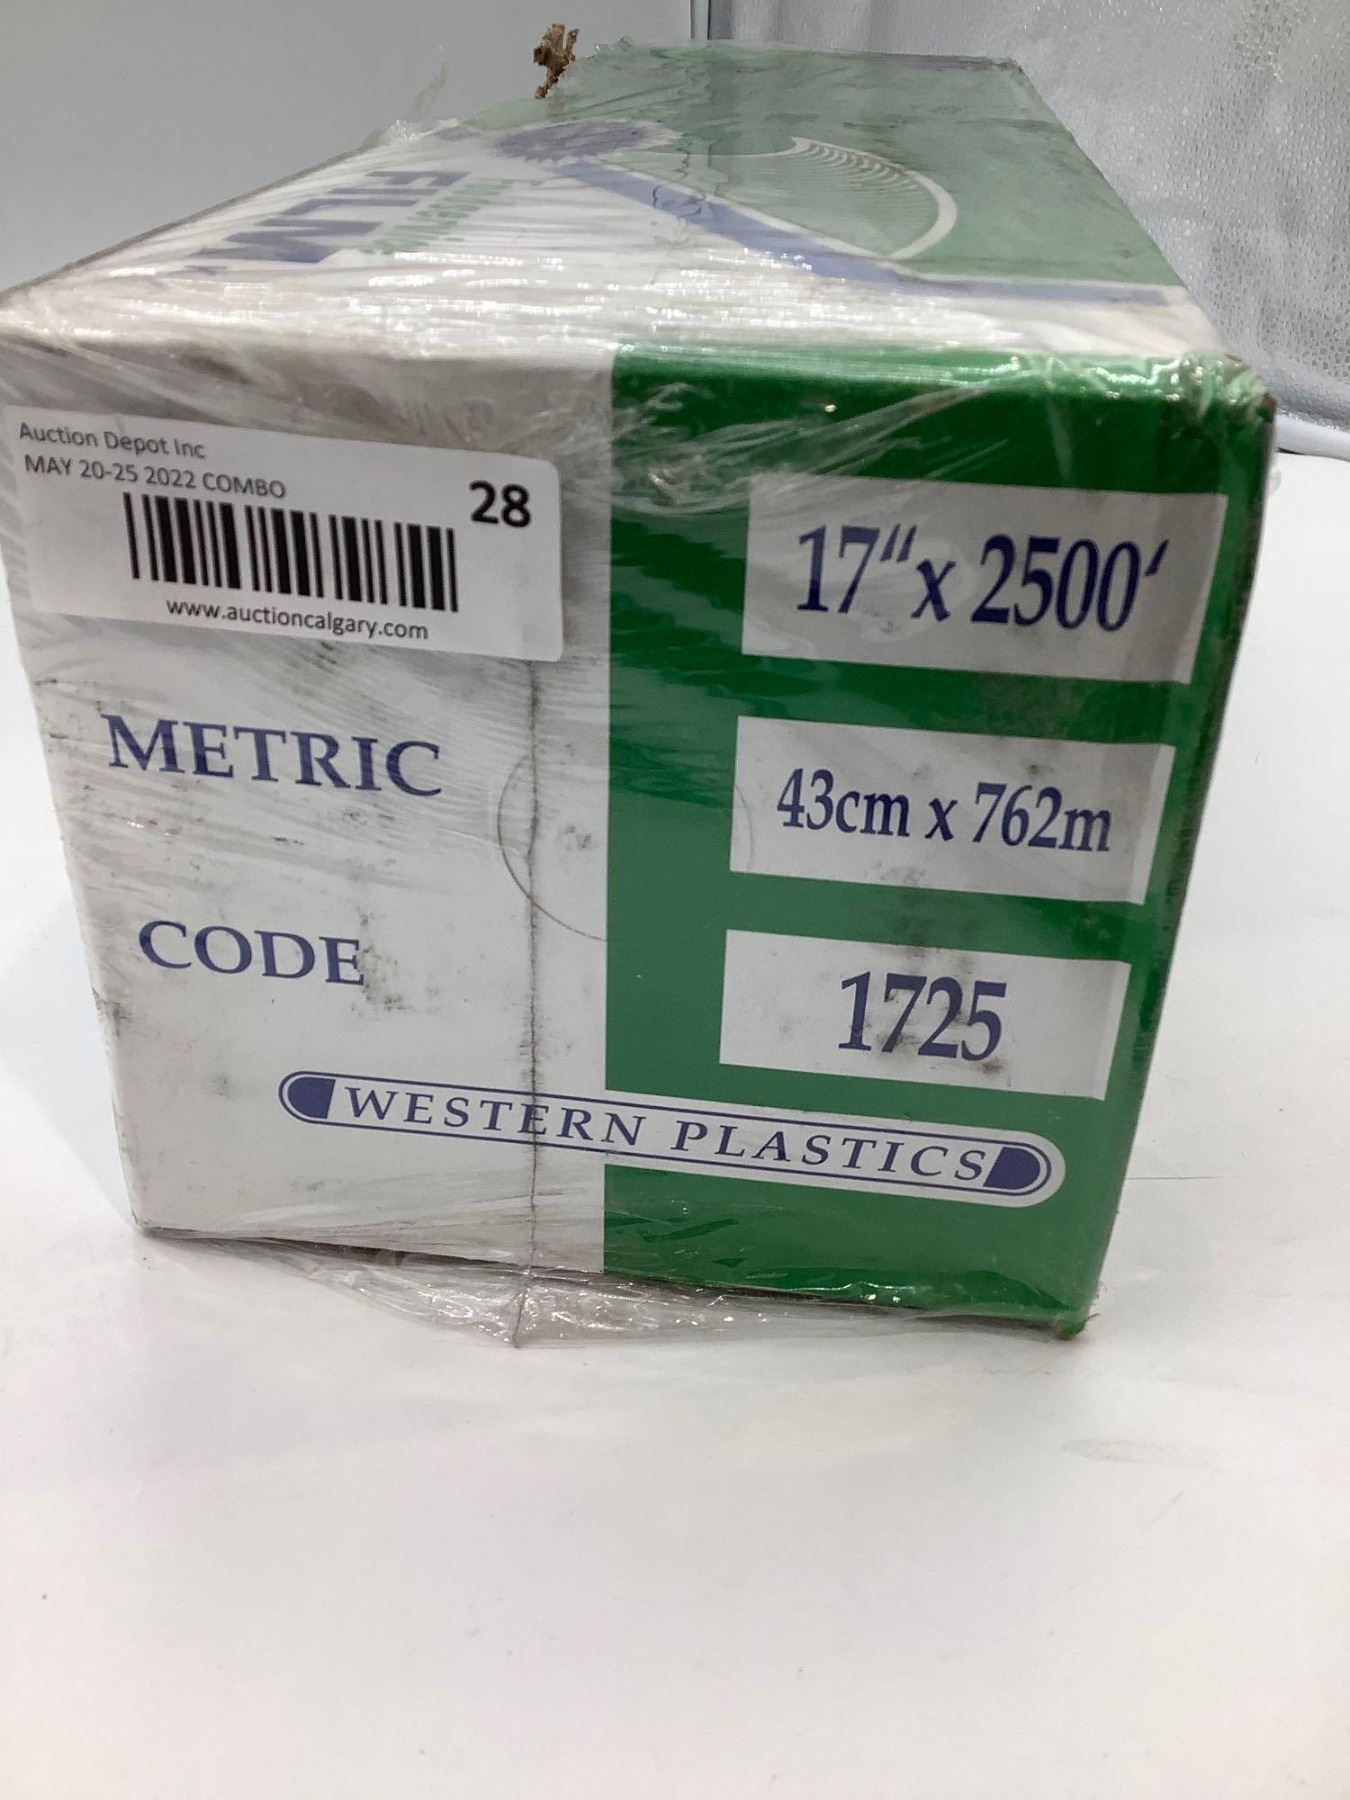 FILM
Auction Depot Inc
MAY 20-25 2022 COMBO
28
www.auctioncalgary.com
17" x 2500'
METRIC
43cm x 762m
CODE
1725
WESTERN PLASTICS